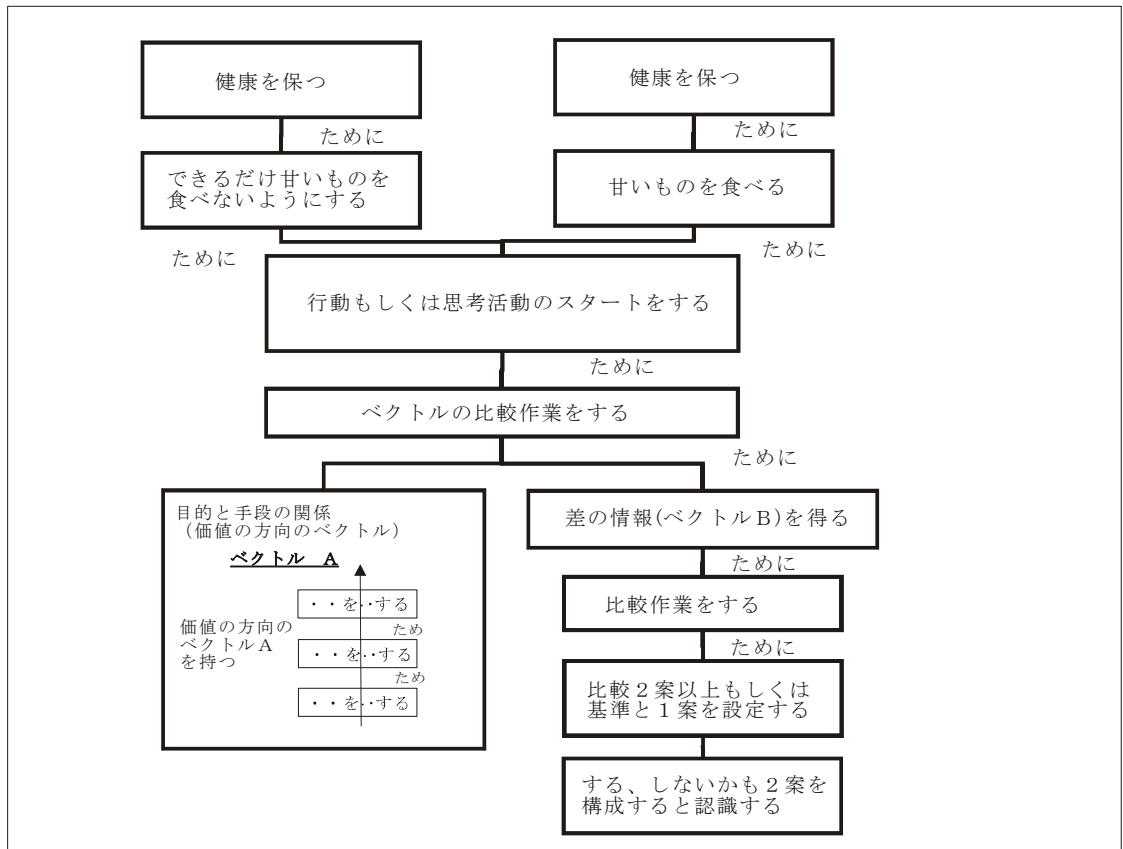 健康を保つ
健康を保つ
ために
ために
できるだけ甘いものを
食べないようにする
甘いものを食べる
ために
ために
行動もしくは思考活動のスタートをする
ために
ベクトルの比較作業をする
ために
目的と手段の関係
（価値の方向のベクトル）
ベクトル　A
・・を‥する
ため
・・を‥する
ため
・・を‥する
価値の方向の
ベクトルA
を持つ
差の情報(ベクトルB)を得る
ために
比較作業をする
ために
比較２案以上もしくは
基準と１案を設定する
する、しないかも２案を
構成すると認識する